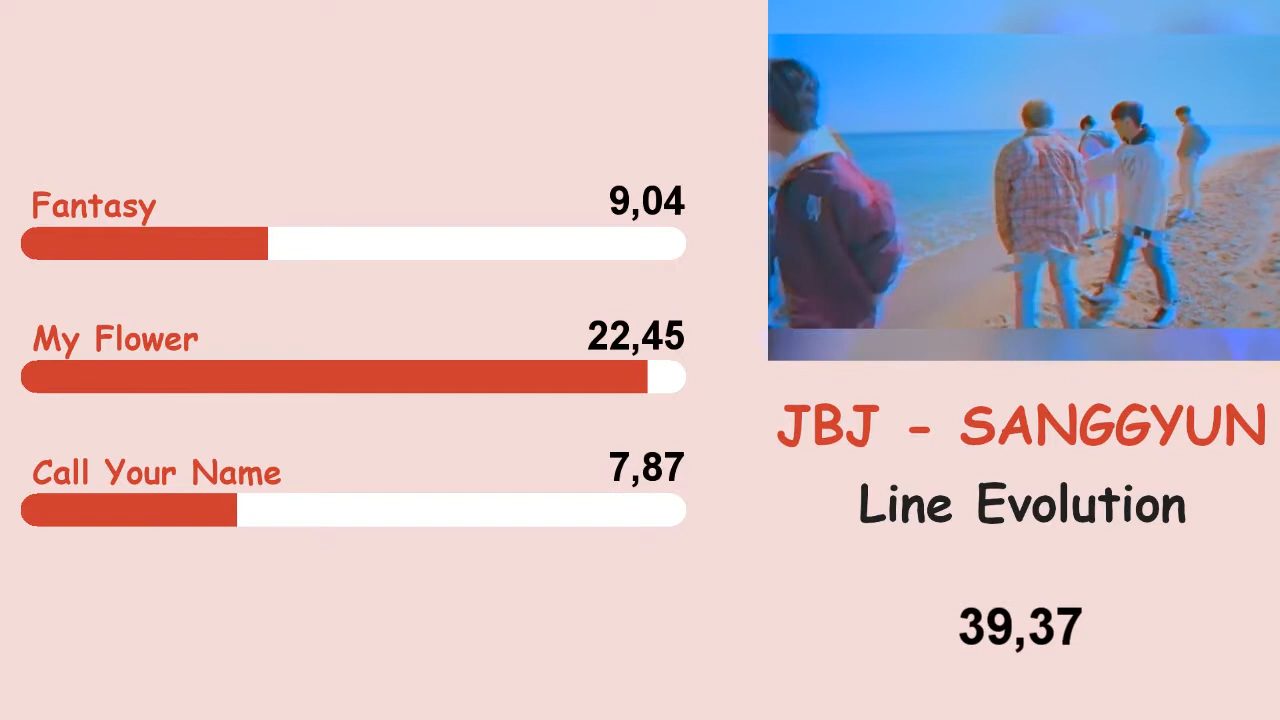 Fantasy
9,04
My Flower
22,45
Call Your Name
7,87
JBJ - SANGGYUN
Line Evolution
39,37